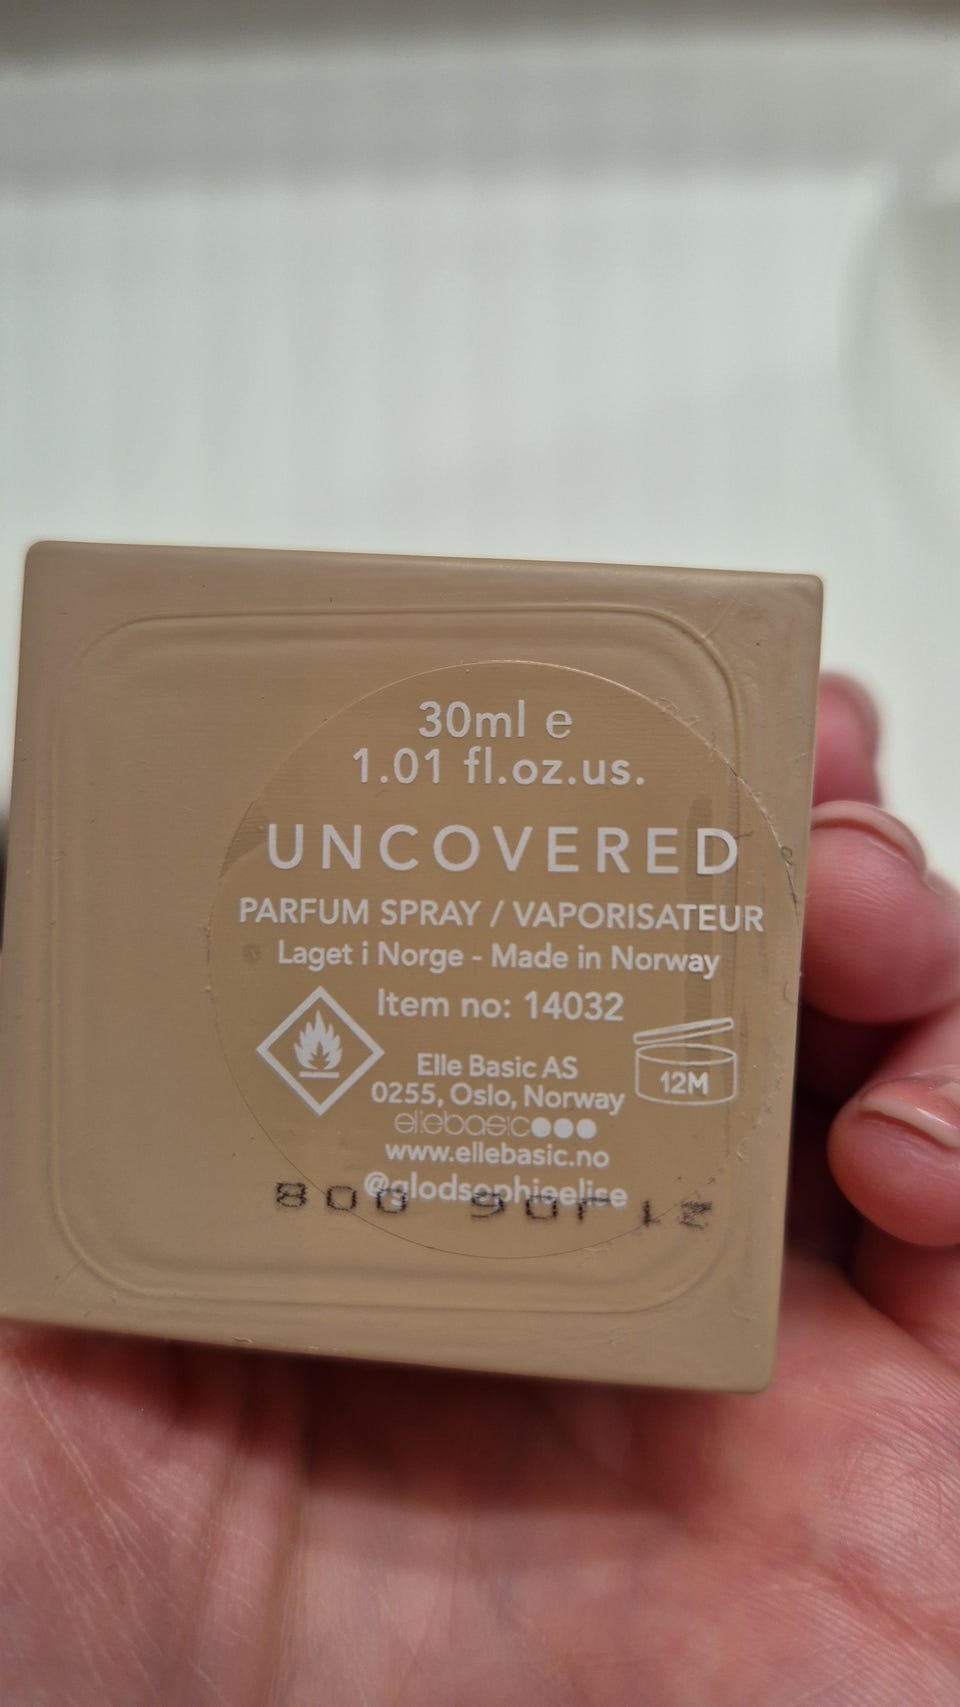 30ml e
1.01 fl.oz.us.
UNCOVERED
PARFUM SPRAY / VAPORISATEUR
Laget i Norge - Made in Norway
Item no: 14032
Elle Basic AS
0255, Oslo, Norway
12M
ellebasic
www.ellebasic.no
@glodsophieelise